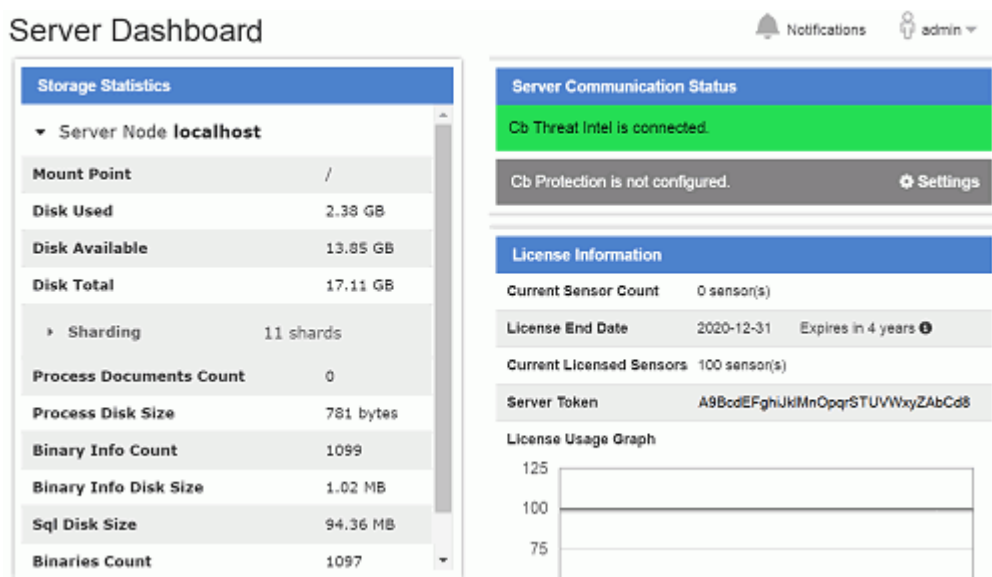 Server Dashboard
Notifications
admin
Storage Statistics
Server Node localhost
Mount Point /
Disk Used 2.38 GB
Disk Available 13.85 GB
Disk Total 17.11 GB
Sharding 11 shards
Process Documents Count 0
Process Disk Size 781 bytes
Binary Info Count 1099
Binary Info Disk Size 1.02 MB
Sql Disk Size 94.36 MB
Binaries Count 1097
Server Communication Status
Cb Threat Intel is connected.
Cb Protection is not configured. Settings
License Information
Current Sensor Count 0 sensor(s)
License End Date 2020-12-31 Expires in 4 years
Current Licensed Sensors 100 sensor(s)
Server Token A9BcdEFghiJklMnOpqrSTUVWxyZAbCd8
License Usage Graph
125
100
75